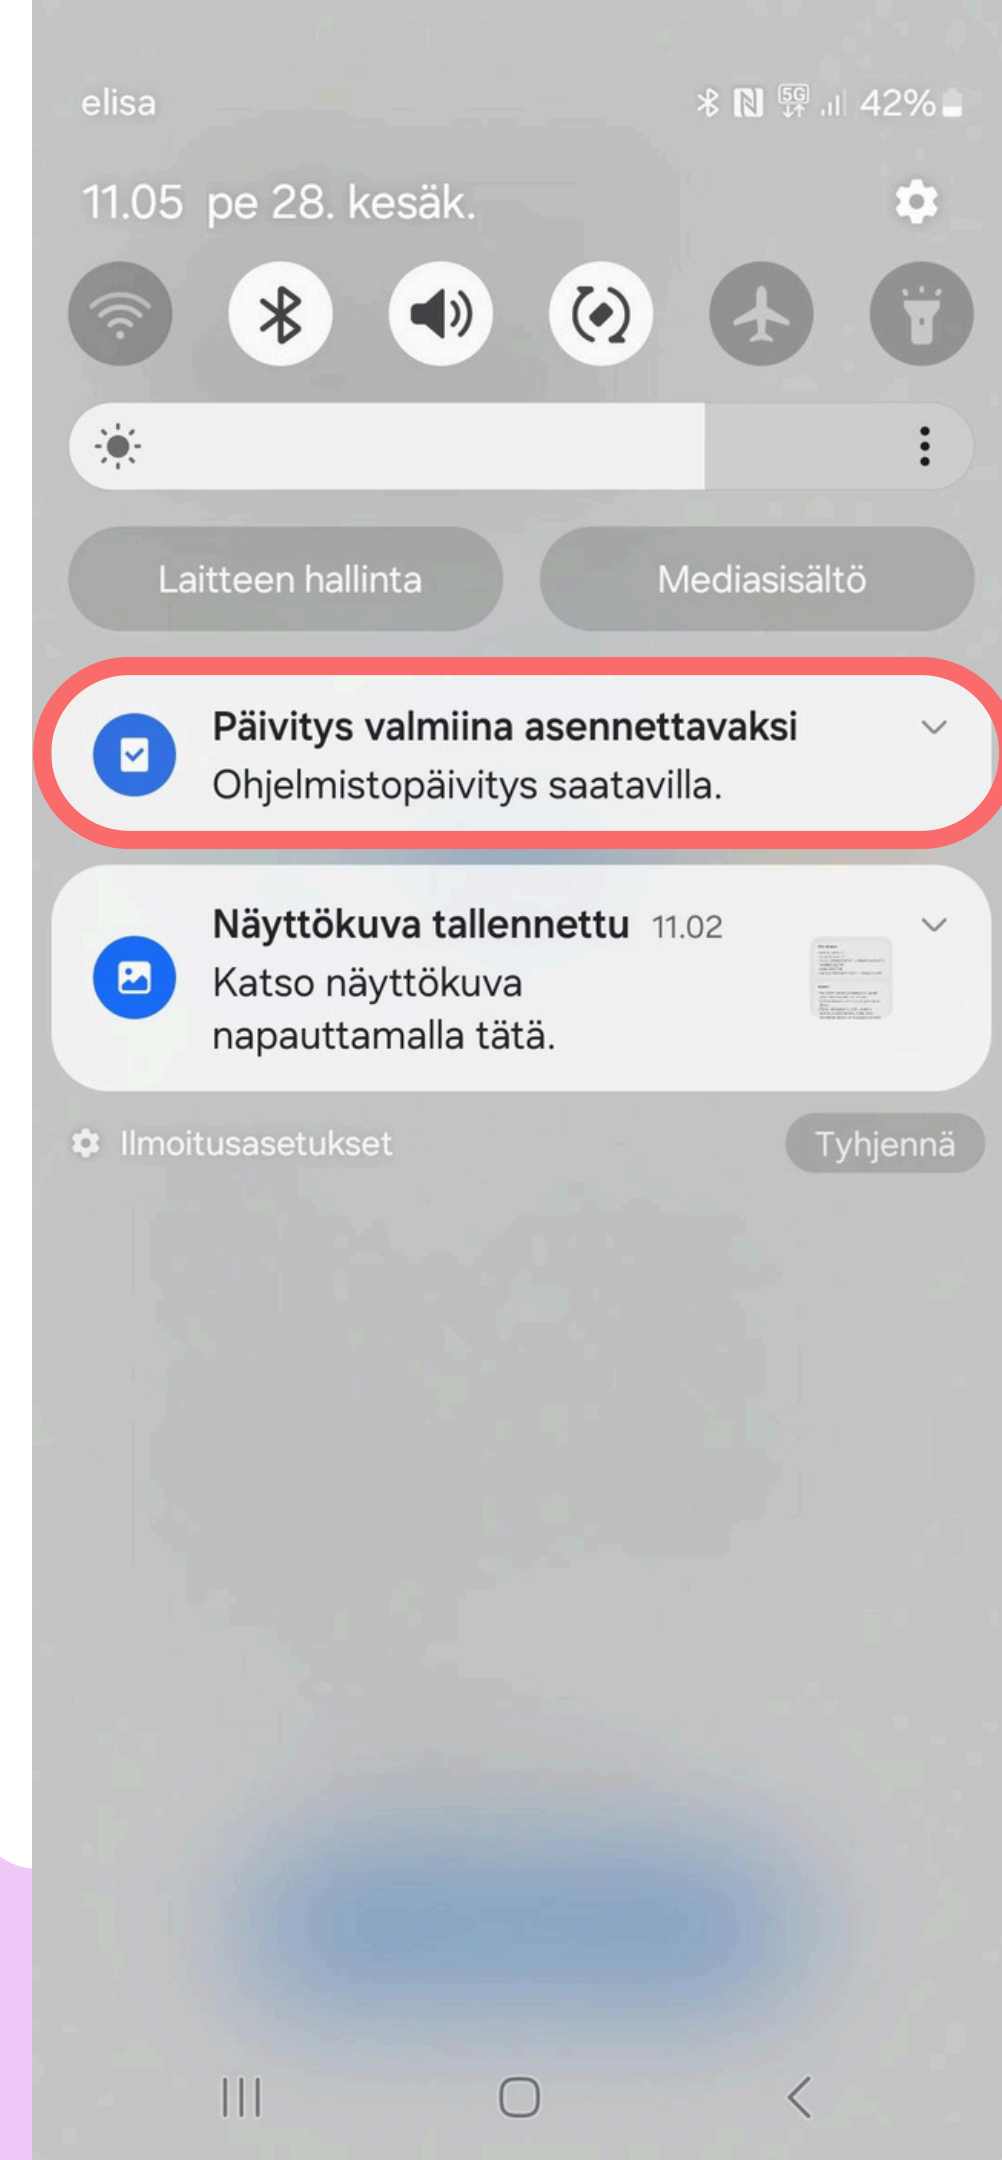 elisa
5G
42%
11.05 pe 28. kesäk.
Laitteen hallinta
Mediasisältö
Päivitys valmiina asennettavaksi
Ohjelmistopäivitys saatavilla.
Näyttökuva tallennettu 11.02
Katso näyttökuva
napauttamalla tätä.
Ilmoitusasetukset
Tyhjennä